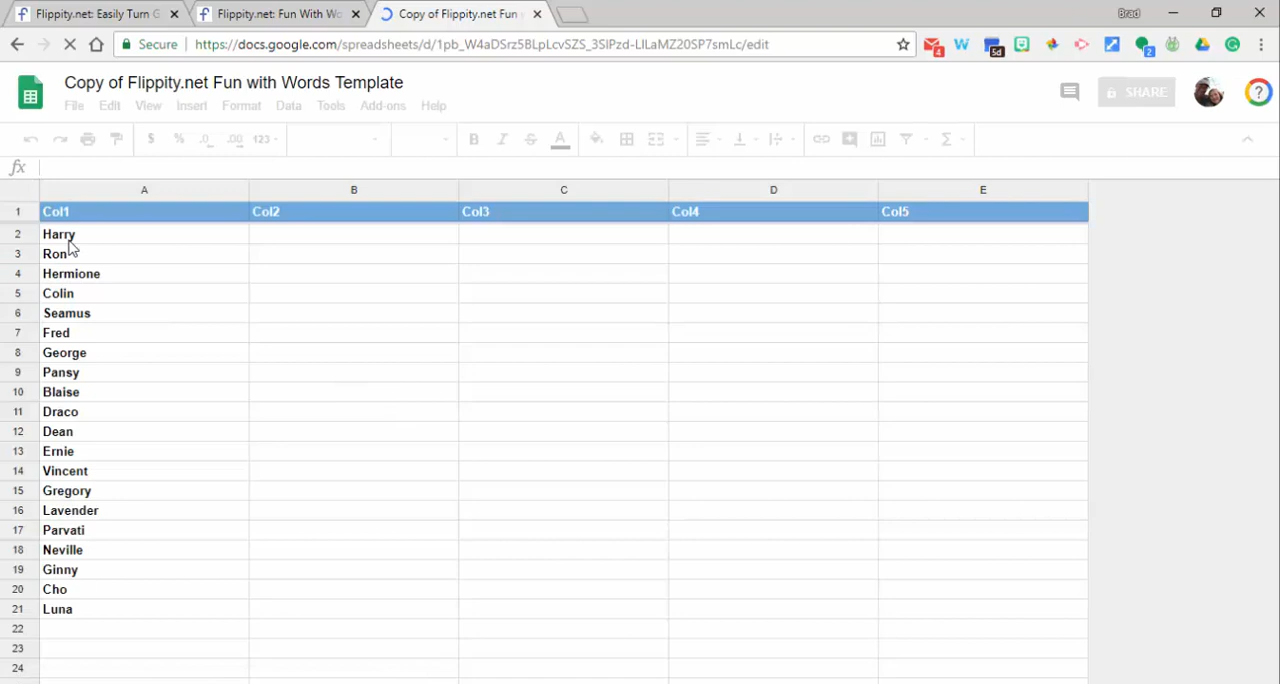 Flippity.net: Easily Turn G
Flippity.net: Fun With Wo
Copy of Flippity.net Fun
Brad
Secure
https://docs.google.com/spreadsheets/d/1pb_W4aDSrz5BLpLcvSZS_3SIPzd-LILaMZ20SP7smLc/edit
4
W
5d
2
Copy of Flippity.net Fun with Words Template
SHARE
?
File Edit View Insert Format Data Tools Add-ons Help
$ % .0 .00 123 B I S A Σ
fx
A B C D E
1 Col1 Col2 Col3 Col4 Col5
2 Harry
3 Ron
4 Hermione
5 Colin
6 Seamus
7 Fred
8 George
9 Pansy
10 Blaise
11 Draco
12 Dean
13 Ernie
14 Vincent
15 Gregory
16 Lavender
17 Parvati
18 Neville
19 Ginny
20 Cho
21 Luna
22
23
24